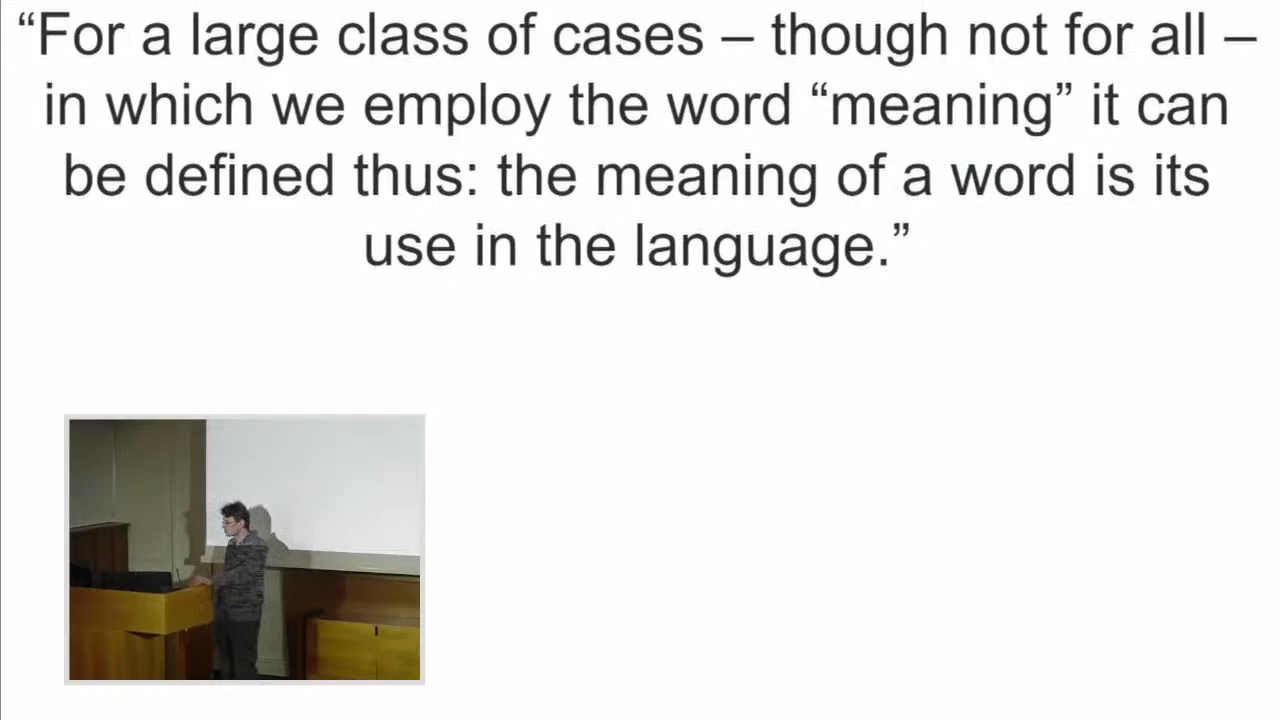 “For a large class of cases – though not for all –
in which we employ the word “meaning” it can
be defined thus: the meaning of a word is its
use in the language.”